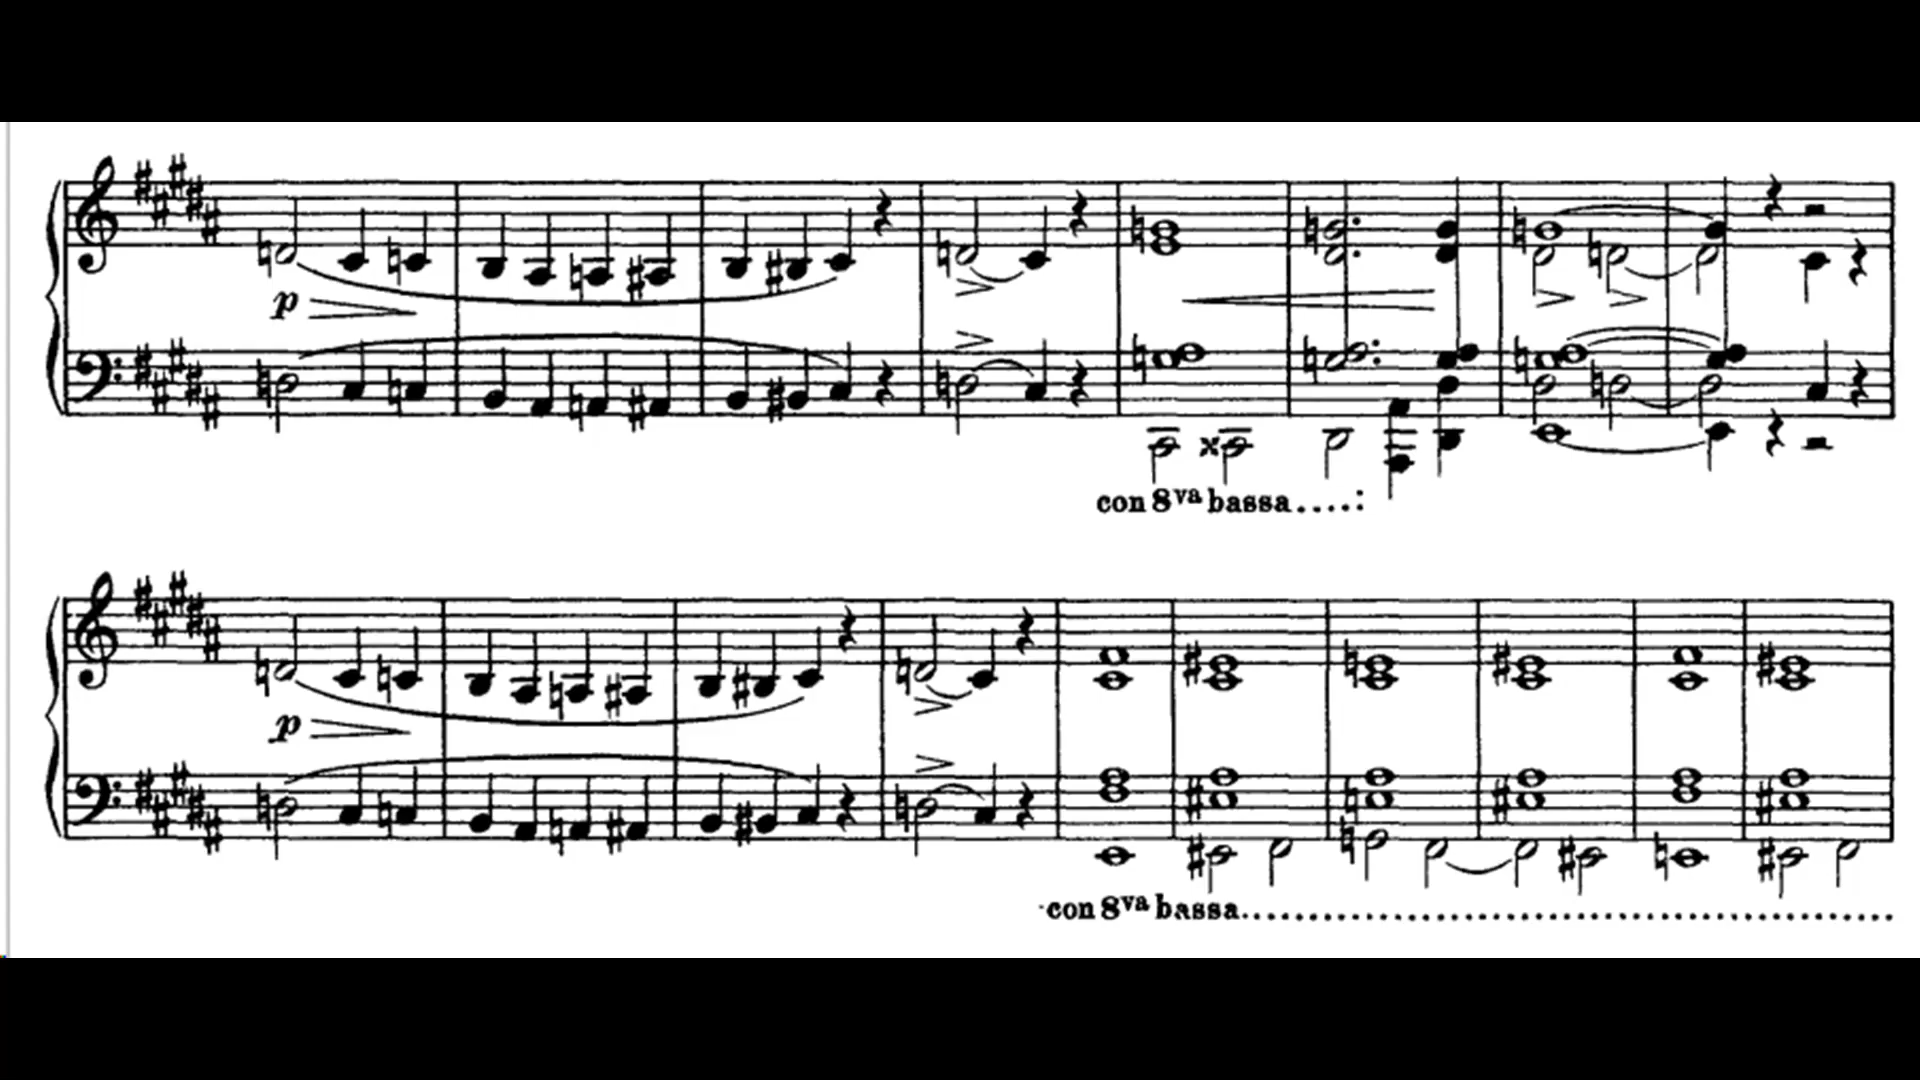 p
con 8va bassa.....:
p
con 8va bassa................................................